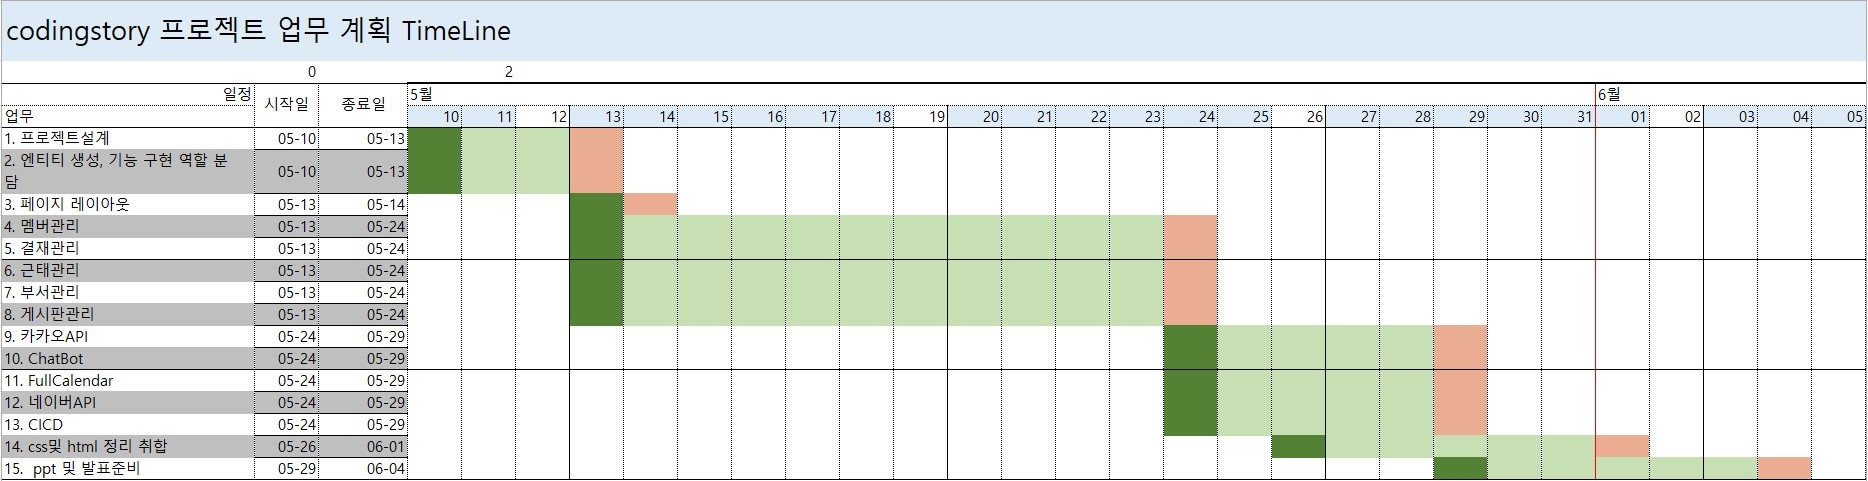 codingstory 프로젝트 업무 계획 TimeLine
0 2
일정 시작일 종료일 5월 6월
업무 10 11 12 13 14 15 16 17 18 19 20 21 22 23 24 25 26 27 28 29 30 31 01 02 03 04 05
1. 프로젝트설계 05-10 05-13
2. 엔티티 생성, 기능 구현 역할 분
담 05-10 05-13
3. 페이지 레이아웃 05-13 05-14
4. 멤버관리 05-13 05-24
5. 결재관리 05-13 05-24
6. 근태관리 05-13 05-24
7. 부서관리 05-13 05-24
8. 게시판관리 05-13 05-24
9. 카카오API 05-24 05-29
10. ChatBot 05-24 05-29
11. FullCalendar 05-24 05-29
12. 네이버API 05-24 05-29
13. CICD 05-24 05-29
14. css및 html 정리 취합 05-26 06-01
15.  ppt 및 발표준비 05-29 06-04